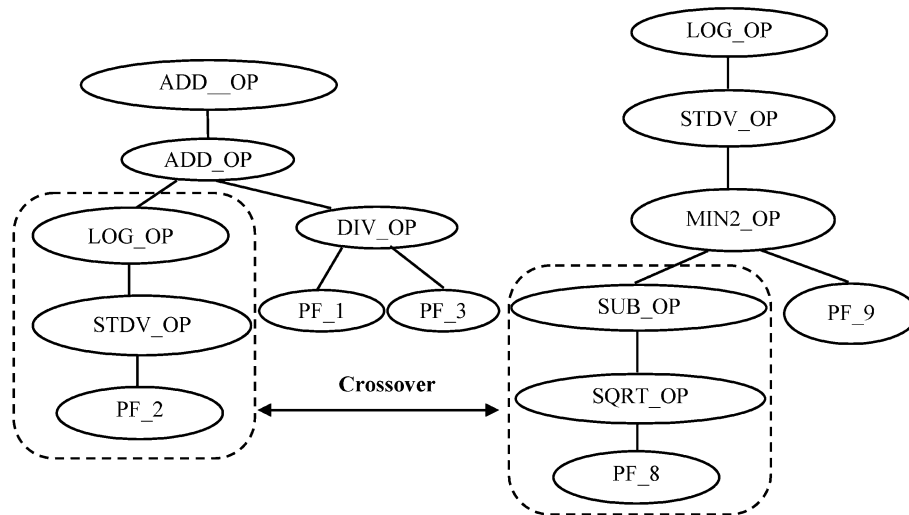 LOG_OP
ADD__OP
STDV_OP
ADD_OP
LOG_OP
DIV_OP
MIN2_OP
STDV_OP
PF_1
PF_3
SUB_OP
PF_9
PF_2
Crossover
SQRT_OP
PF_8